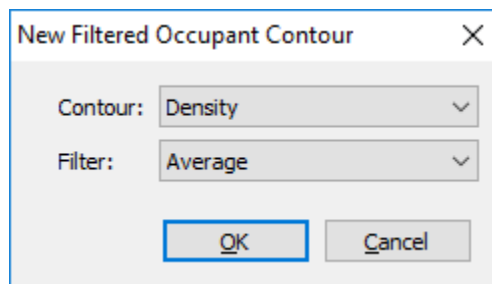 New Filtered Occupant Contour
Contour: Density
Filter: Average
OK Cancel